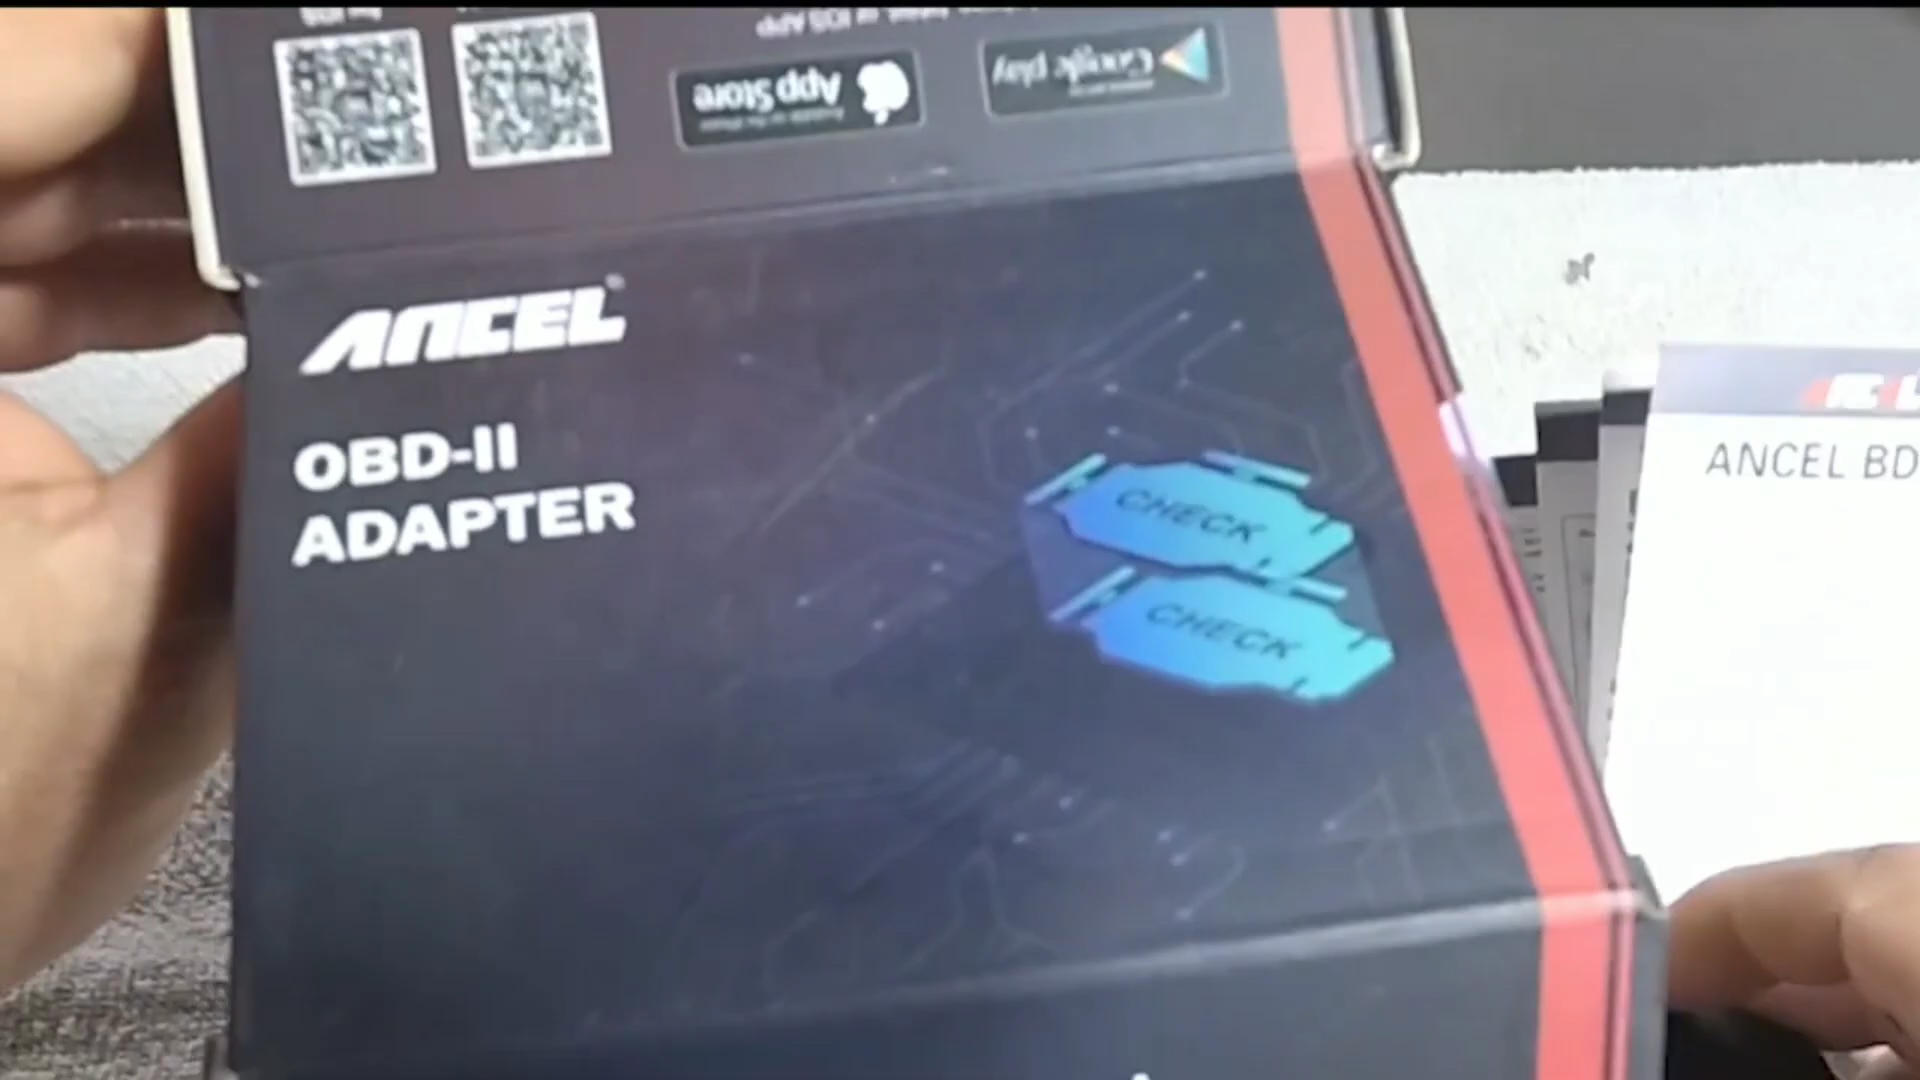 App Store
Google play
ANCEL®
OBD-II
ADAPTER
CHECK
CHECK
ANCEL BD